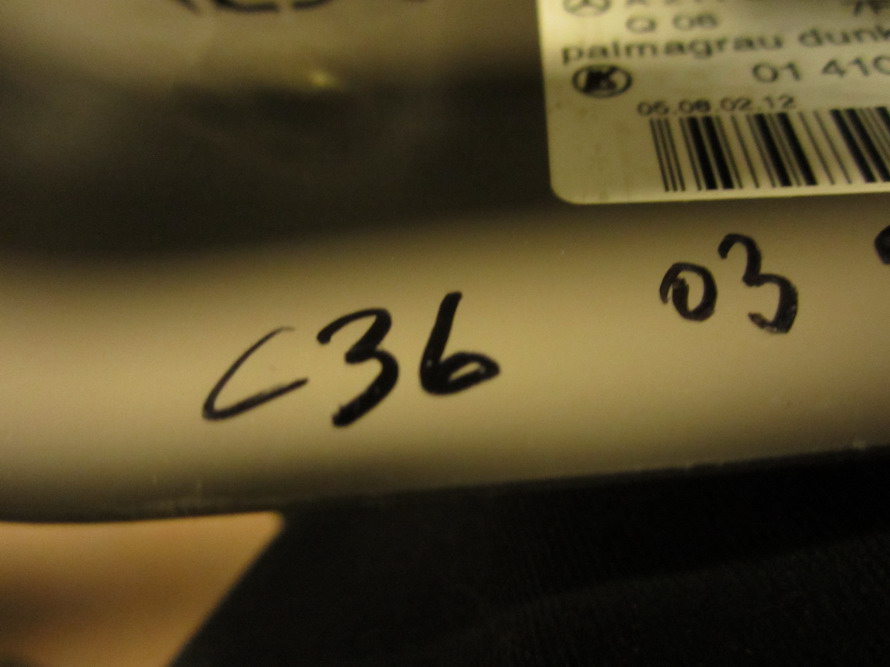 Q 06
palmagrau dunk
01 410
05.08.02.12
C36 03